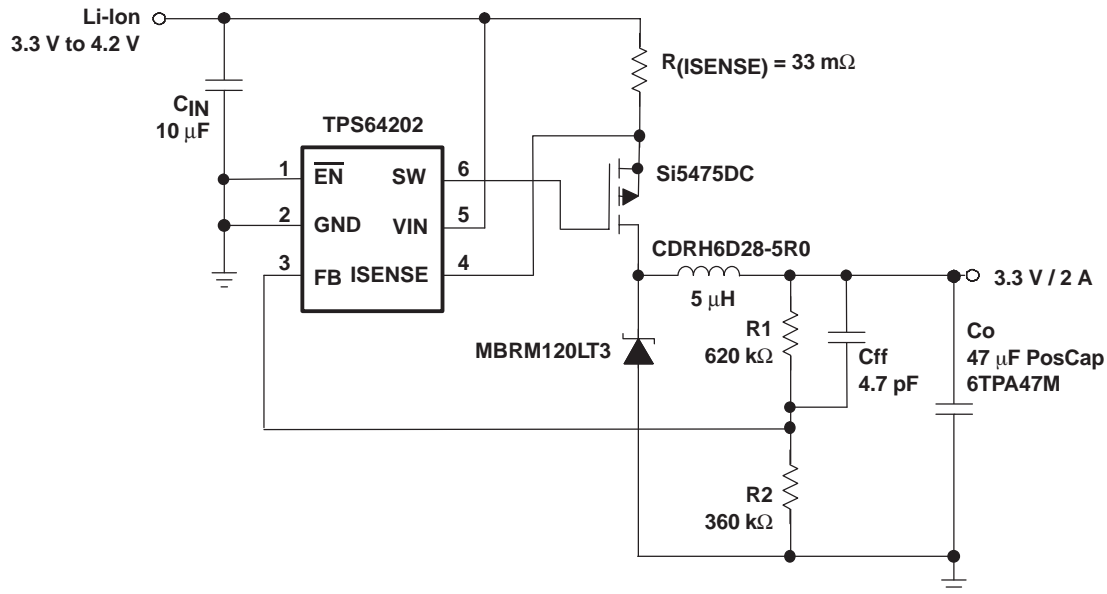 Li-Ion
3.3 V to 4.2 V
R(ISENSE) = 33 mΩ
CIN
10 μF
TPS64202
1
EN
SW
6
Si5475DC
2
GND
VIN
5
CDRH6D28-5R0
3
FB
ISENSE
4
3.3 V / 2 A
5 μH
R1
620 kΩ
Cff
4.7 pF
Co
47 μF PosCap
6TPA47M
MBRM120LT3
R2
360 kΩ